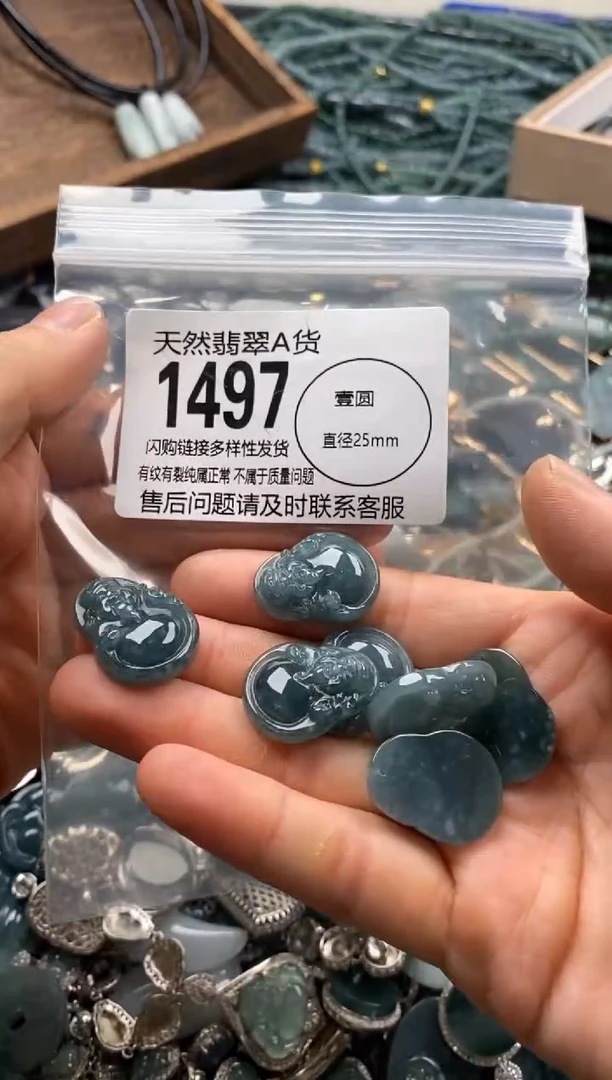 天然翡翠A货
1497
壹圆
直径25mm
闪购链接多样性发货
有纹有裂纯属正常 不属于质量问题
售后问题请及时联系客服